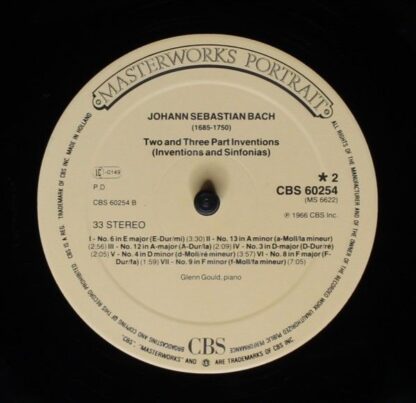 MASTERWORKS PORTRAIT
JOHANN SEBASTIAN BACH
(1685-1750)
Two and Three Part Inventions
(Inventions and Sinfonias)
LC-0149
P.D
CBS 60254 B
33 STEREO
★2
CBS 60254
(MS 6622)
℗ 1966 CBS Inc.
I - No. 6 in E major (E-Dur/mi) (3:30) II - No. 13 in A minor (a-Moll/la mineur)
(2:56) III - No. 12 in A major (A-Dur/la) (2:09) IV - No. 3 in D major (D-Dur/ré)
(2:05) V - No. 4 in D minor (d-Moll/ré mineur) (3:57) VI - No. 8 in F major (F-
Dur/fa) (1:59) VII - No. 9 in F minor (f-Moll/fa mineur) (7:05)
Glenn Gould, piano
CBS
ALL RIGHTS OF THE MANUFACTURER AND OF THE OWNER OF THE RECORDED WORK RESERVED. UNAUTHORIZED PUBLIC PERFORMANCE, BROADCASTING AND COPYING OF THIS RECORD PROHIBITED. CBS IS A REG. TRADEMARK OF CBS INC. MADE IN HOLLAND
"CBS", "MASTERWORKS" AND ARE TRADEMARKS OF CBS INC.